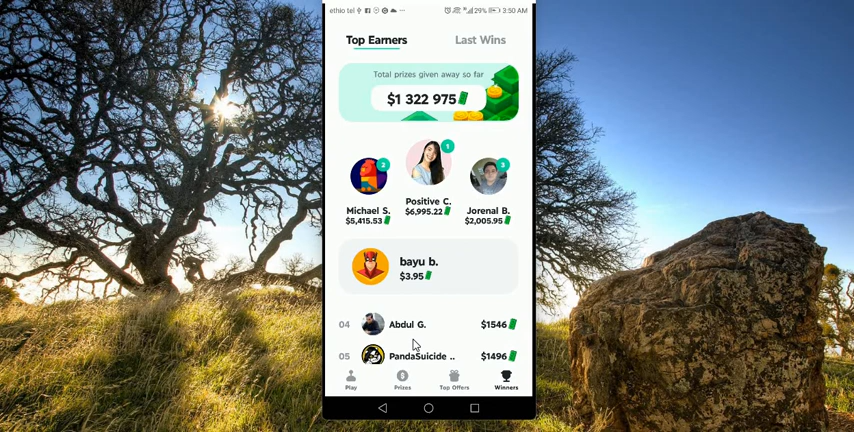 ethio tel
29% 3:50 AM
Top Earners Last Wins
Total prizes given away so far
$1 322 975
2 1 3
Positive C.
$6,995.22
Michael S. Jorenal B.
$5,415.53 $2,005.95
bayu b.
$3.95
04 Abdul G. $1546
05 PandaSuicide .. $1496
Play Prizes Top Offers Winners